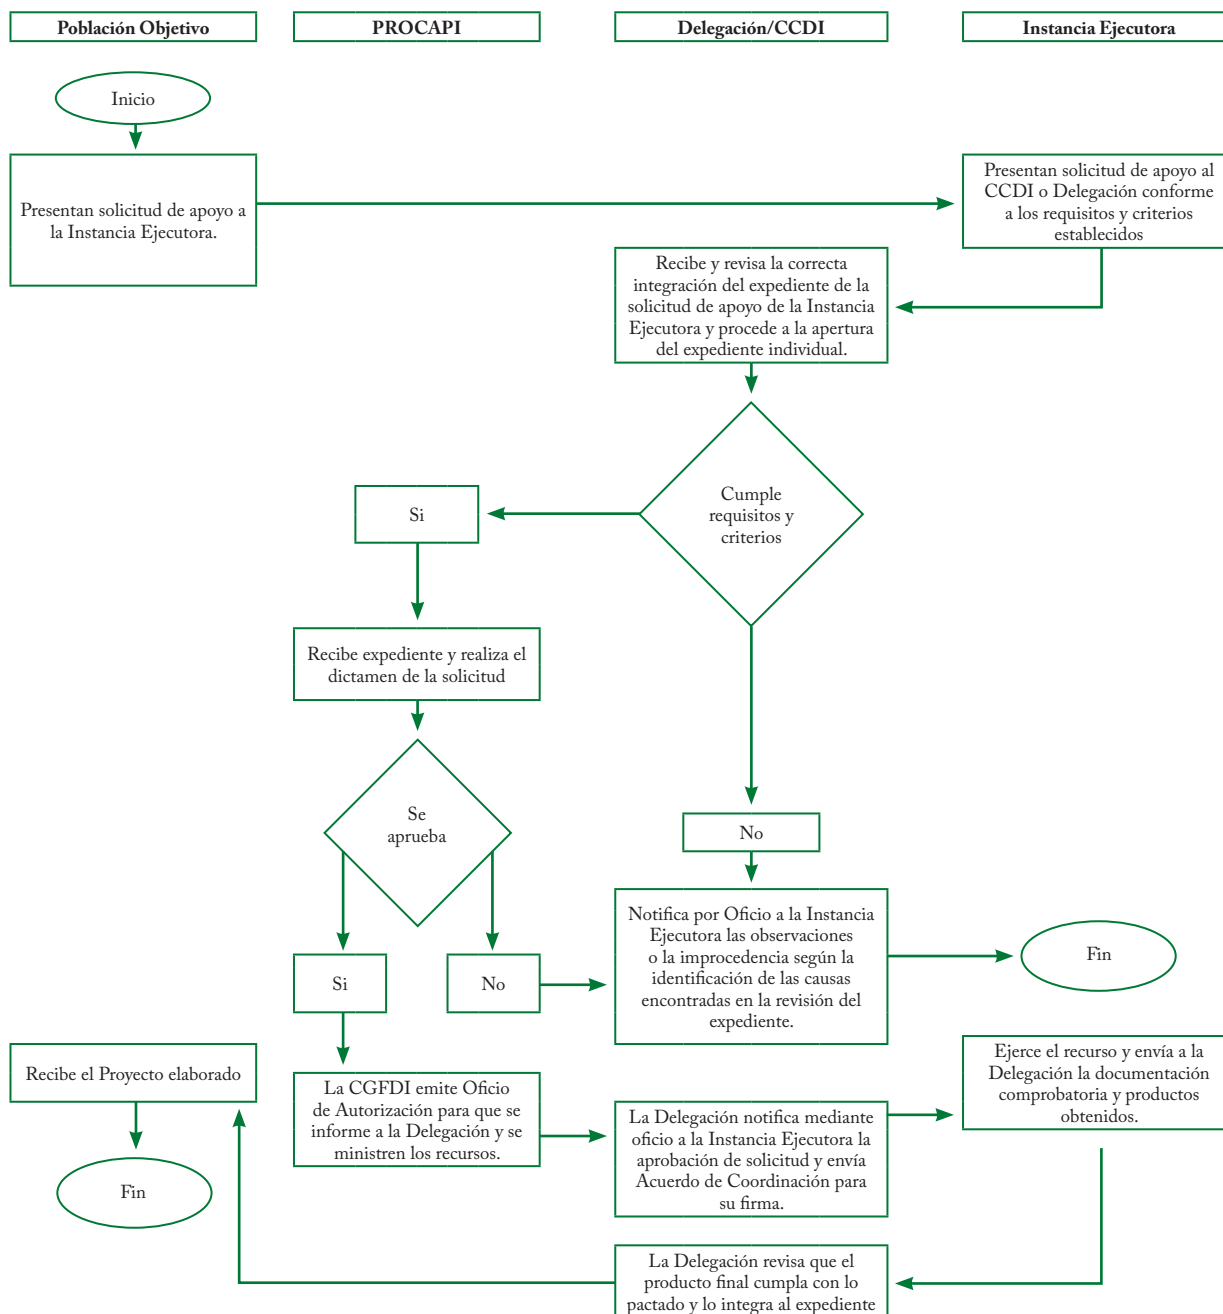 Población Objetivo
PROCAPI
Delegación/CCDI
Instancia Ejecutora
Inicio
Presentan solicitud de apoyo a
la Instancia Ejecutora.
Presentan solicitud de apoyo al
CCDI o Delegación conforme
a los requisitos y criterios
establecidos
Recibe y revisa la correcta
integración del expediente de la
solicitud de apoyo de la Instancia
Ejecutora y procede a la apertura
del expediente individual.
Cumple
requisitos y
criterios
Si
Recibe expediente y realiza el
dictamen de la solicitud
Se
aprueba
No
Notifica por Oficio a la Instancia
Ejecutora las observaciones
o la improcedencia según la
identificación de las causas
encontradas en la revisión del
expediente.
Fin
Si
No
Recibe el Proyecto elaborado
La CGFDI emite Oficio
de Autorización para que se
informe a la Delegación y se
ministren los recursos.
La Delegación notifica mediante
oficio a la Instancia Ejecutora la
aprobación de solicitud y envía
Acuerdo de Coordinación para
su firma.
Ejerce el recurso y envía a la
Delegación la documentación
comprobatoria y productos
obtenidos.
Fin
La Delegación revisa que el
producto final cumpla con lo
pactado y lo integra al expediente